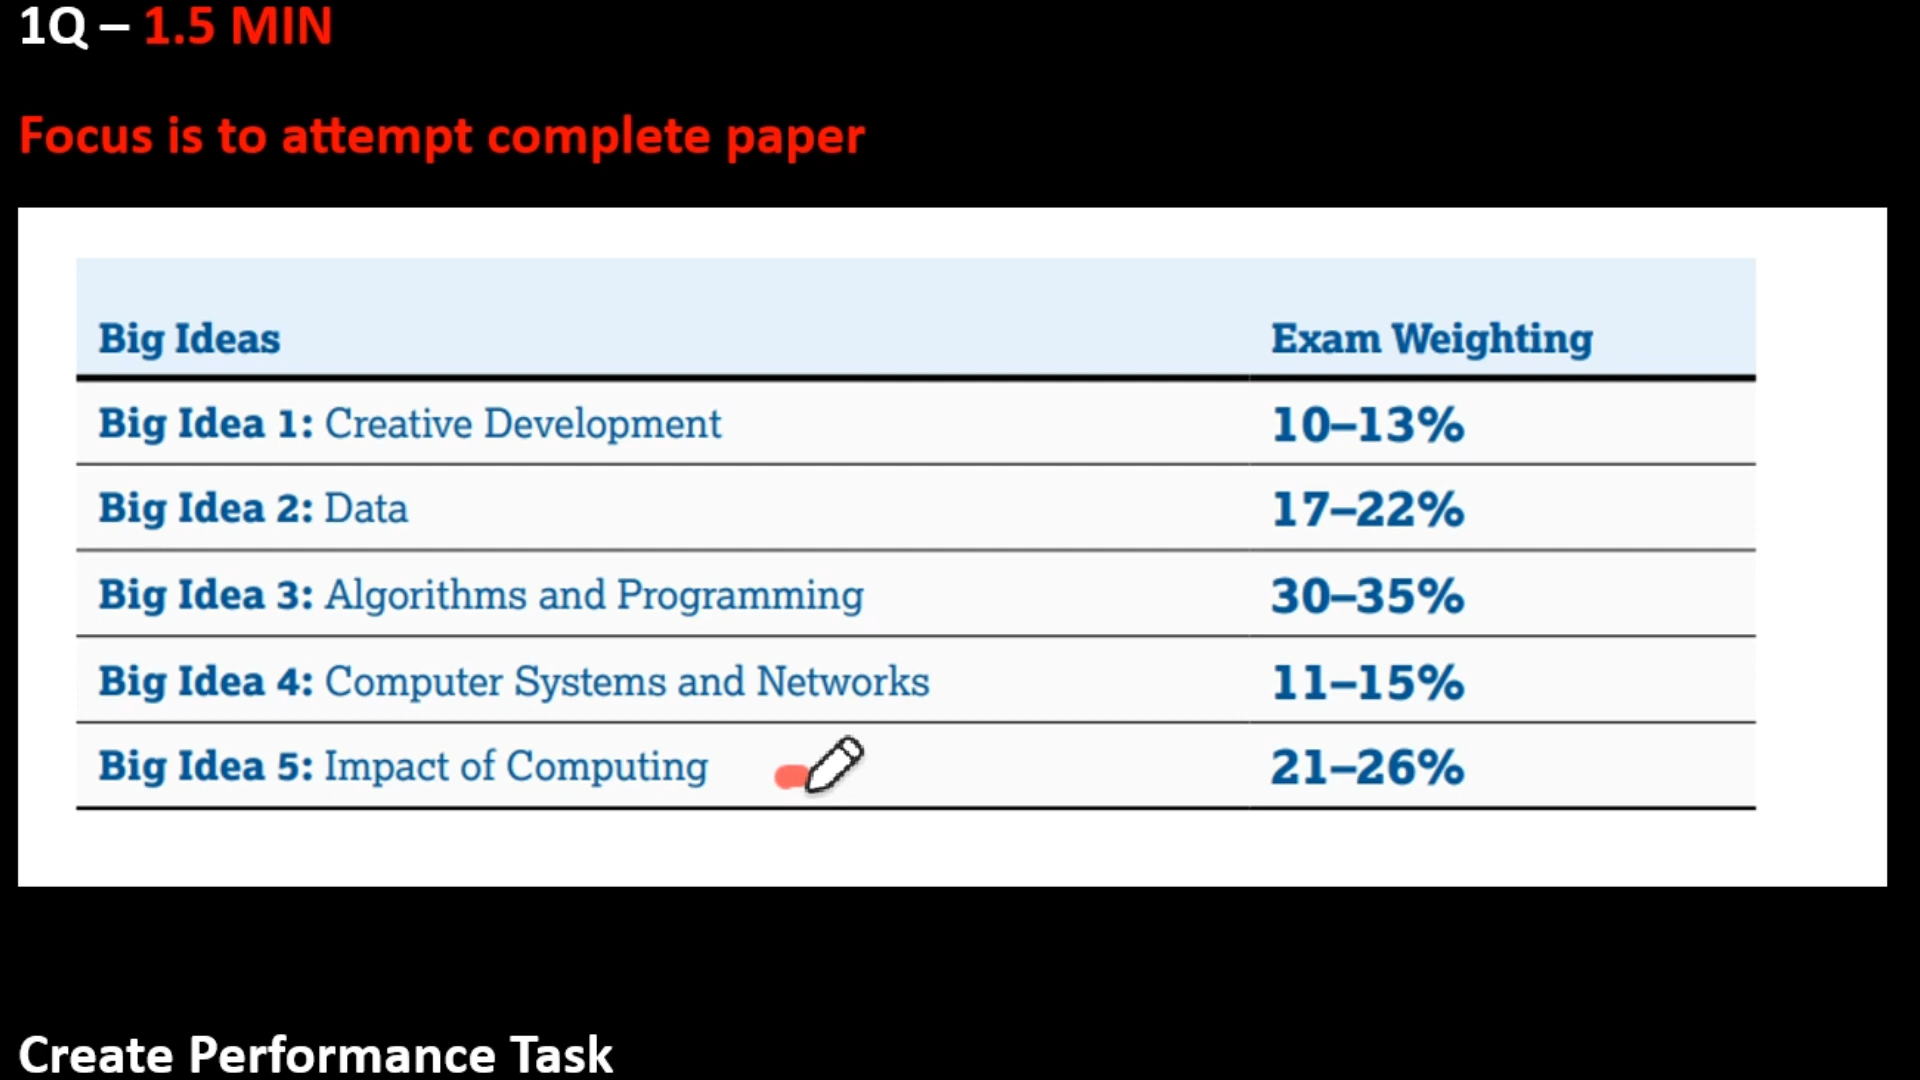 1Q – 1.5 MIN
Focus is to attempt complete paper
Big Ideas Exam Weighting
Big Idea 1: Creative Development 10–13%
Big Idea 2: Data 17–22%
Big Idea 3: Algorithms and Programming 30–35%
Big Idea 4: Computer Systems and Networks 11–15%
Big Idea 5: Impact of Computing 21–26%
Create Performance Task